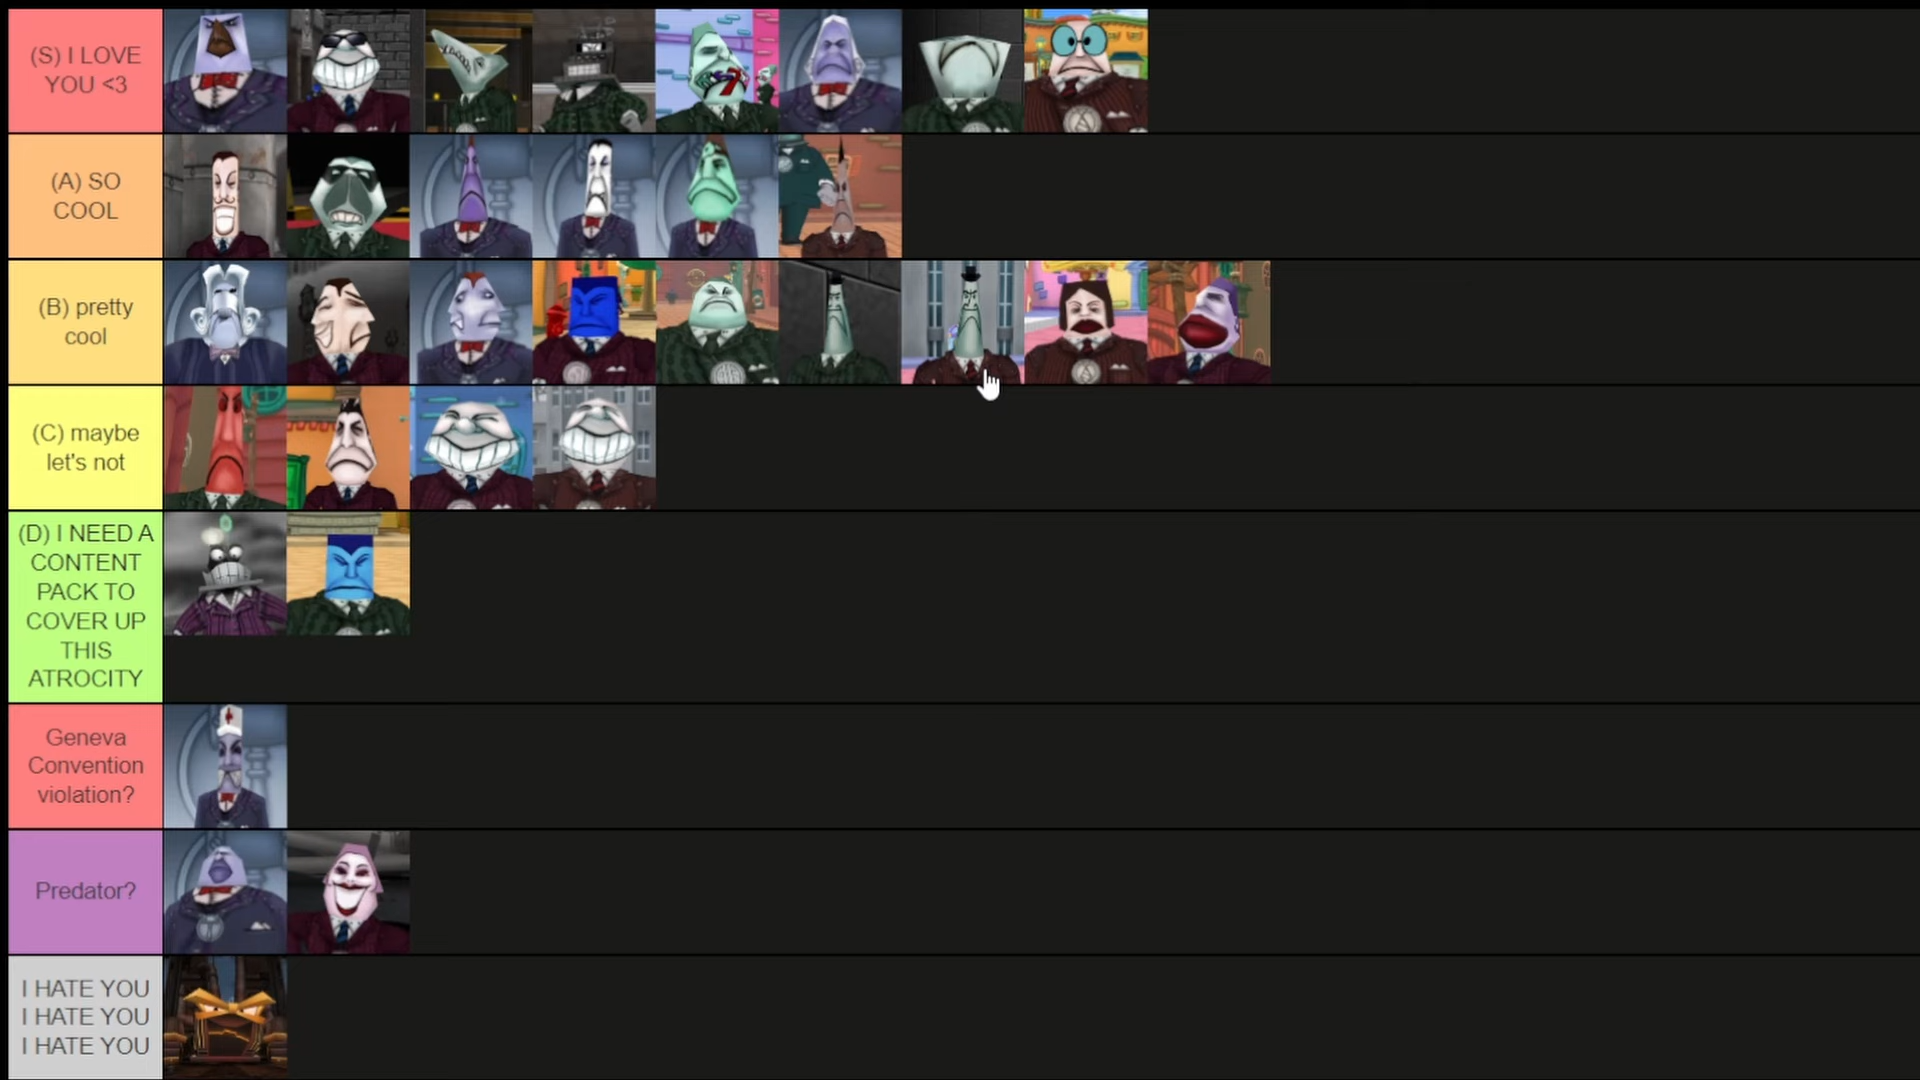 (S) I LOVE
YOU <3
(A) SO
COOL
(B) pretty
cool
(C) maybe
let's not
(D) I NEED A
CONTENT
PACK TO
COVER UP
THIS
ATROCITY
Geneva
Convention
violation?
Predator?
I HATE YOU
I HATE YOU
I HATE YOU